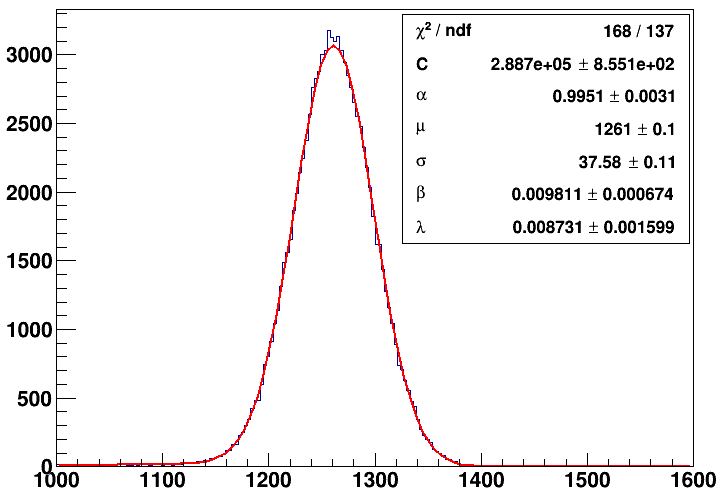 χ² / ndf 168 / 137
C 2.887e+05 ± 8.551e+02
α 0.9951 ± 0.0031
μ 1261 ± 0.1
σ 37.58 ± 0.11
β 0.009811 ± 0.000674
λ 0.008731 ± 0.001599
3000
2500
2000
1500
1000
500
0
1000 1100 1200 1300 1400 1500 1600